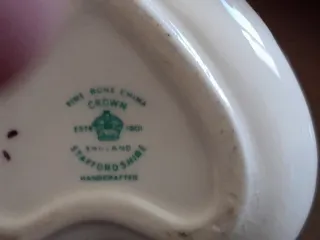 FINE BONE CHINA
CROWN
ESTD 1801
ENGLAND
STAFFORDSHIRE
HANDCRAFTED